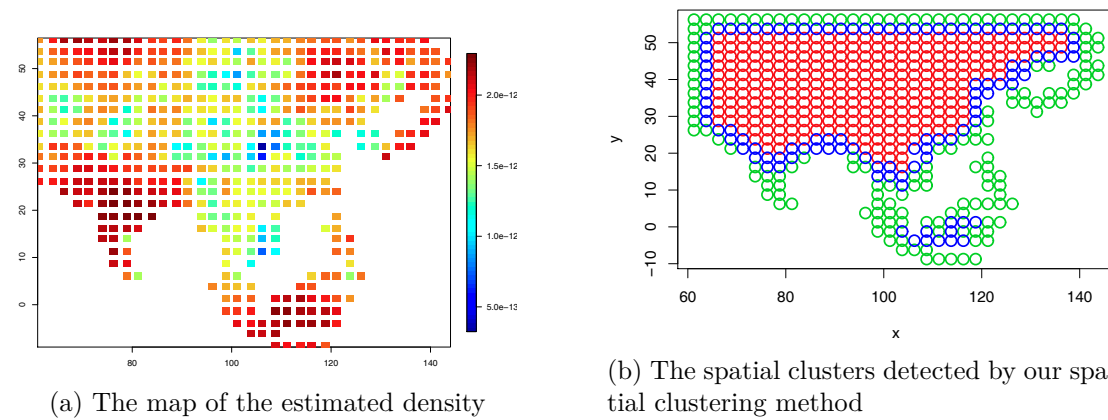 50
40
30
20
10
0
80
100
120
140
2.0e-12
1.5e-12
1.0e-12
5.0e-13
(a) The map of the estimated density
50
40
30
20
10
0
−10
y
60
80
100
120
140
x
(b) The spatial clusters detected by our spa-
tial clustering method